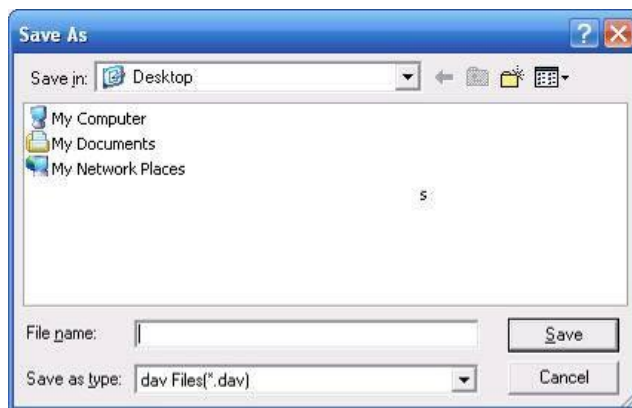 Save As
Save in: Desktop
My Computer
My Documents
My Network Places
s
File name:
Save
Save as type: dav Files(*.dav)
Cancel